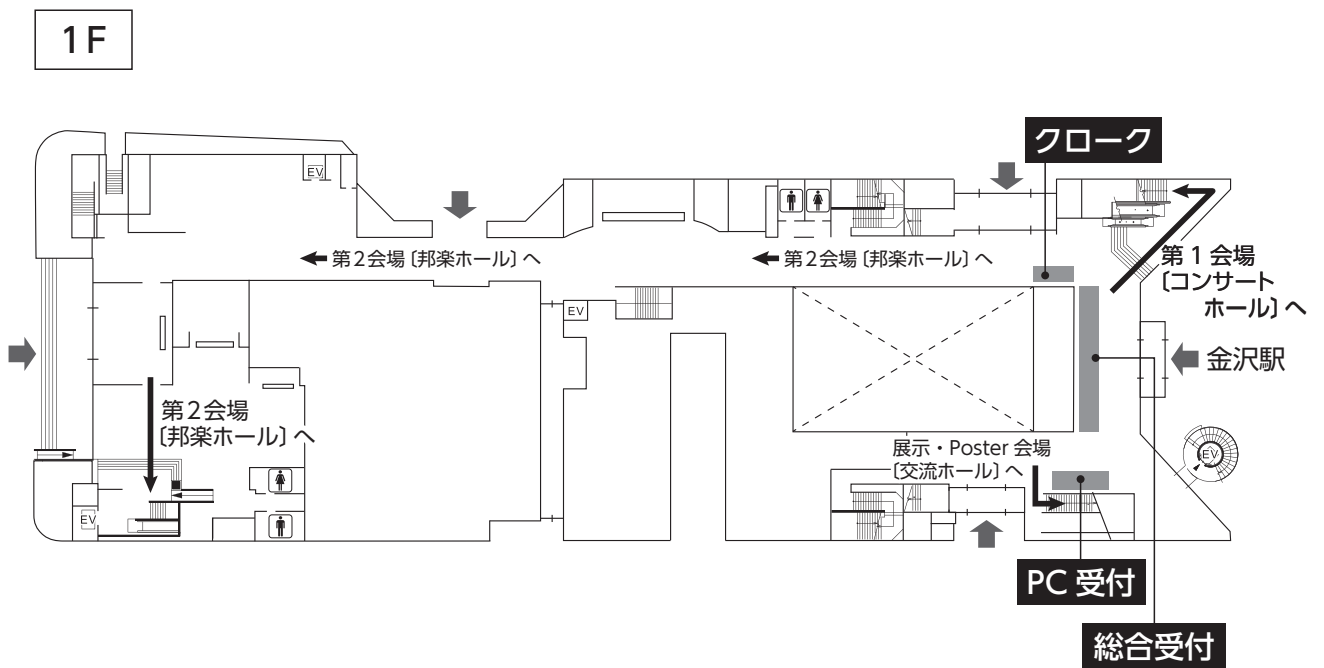 1F
クローク
EV
← 第2会場〔邦楽ホール〕へ
← 第2会場〔邦楽ホール〕へ
第1会場
〔コンサート
ホール〕へ
EV
金沢駅
第2会場
〔邦楽ホール〕へ
展示・Poster 会場
〔交流ホール〕へ
EV
EV
PC 受付
総合受付